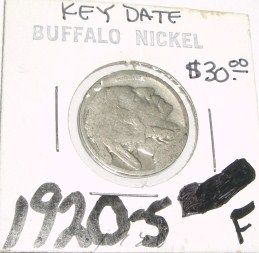 KEY DATE
BUFFALO NICKEL
$30.00
1920-S
F